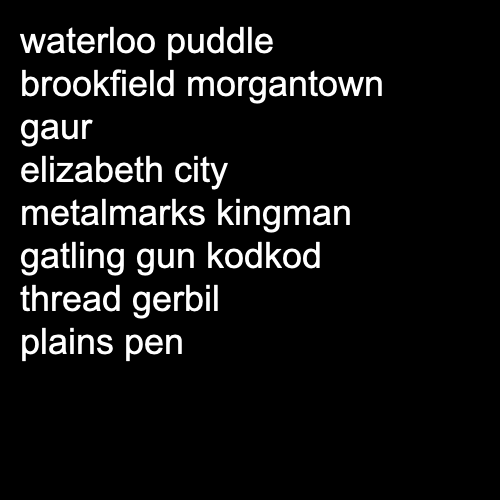 waterloo puddle
brookfield morgantown
gaur
elizabeth city
metalmarks kingman
gatling gun kodkod
thread gerbil
plains pen